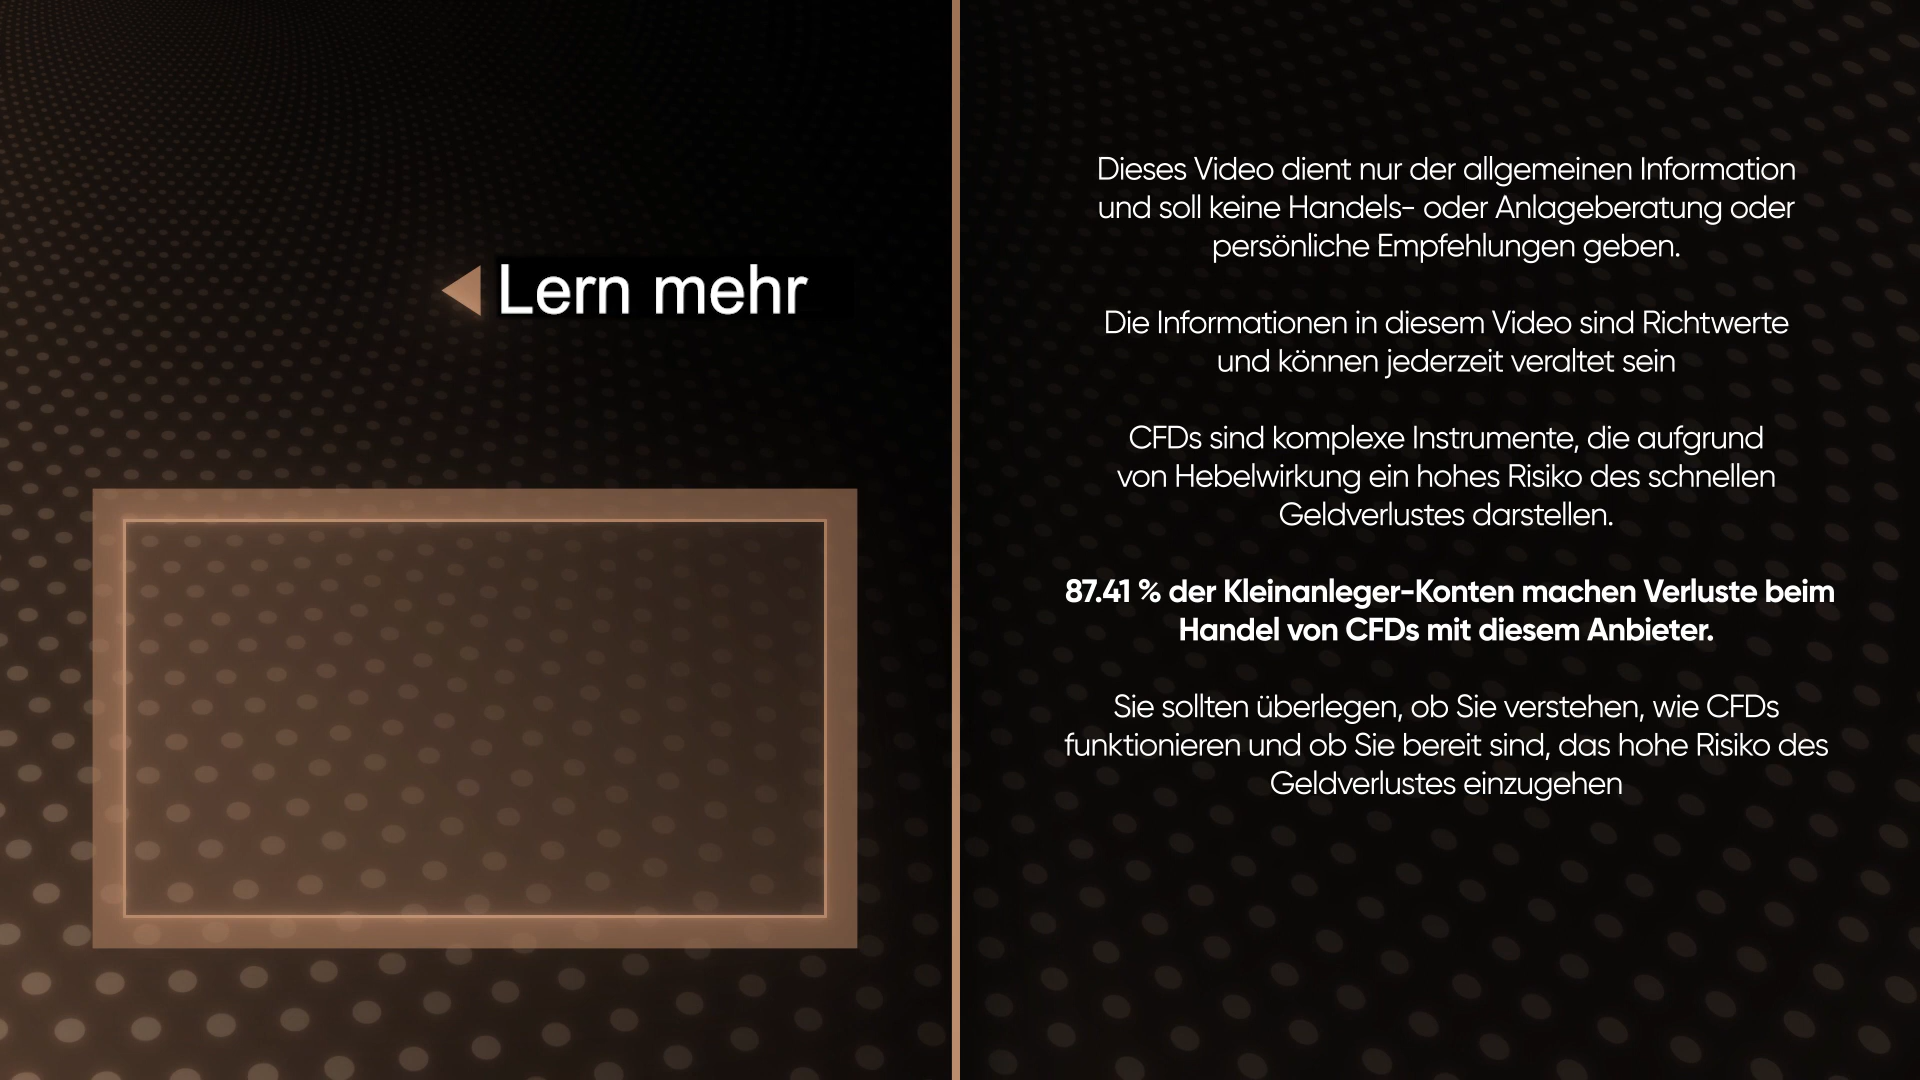 Lern mehr
Dieses Video dient nur der allgemeinen Information
und soll keine Handels- oder Anlageberatung oder
persönliche Empfehlungen geben.
Die Informationen in diesem Video sind Richtwerte
und können jederzeit veraltet sein
CFDs sind komplexe Instrumente, die aufgrund
von Hebelwirkung ein hohes Risiko des schnellen
Geldverlustes darstellen.
87.41 % der Kleinanleger-Konten machen Verluste beim
Handel von CFDs mit diesem Anbieter.
Sie sollten überlegen, ob Sie verstehen, wie CFDs
funktionieren und ob Sie bereit sind, das hohe Risiko des
Geldverlustes einzugehen